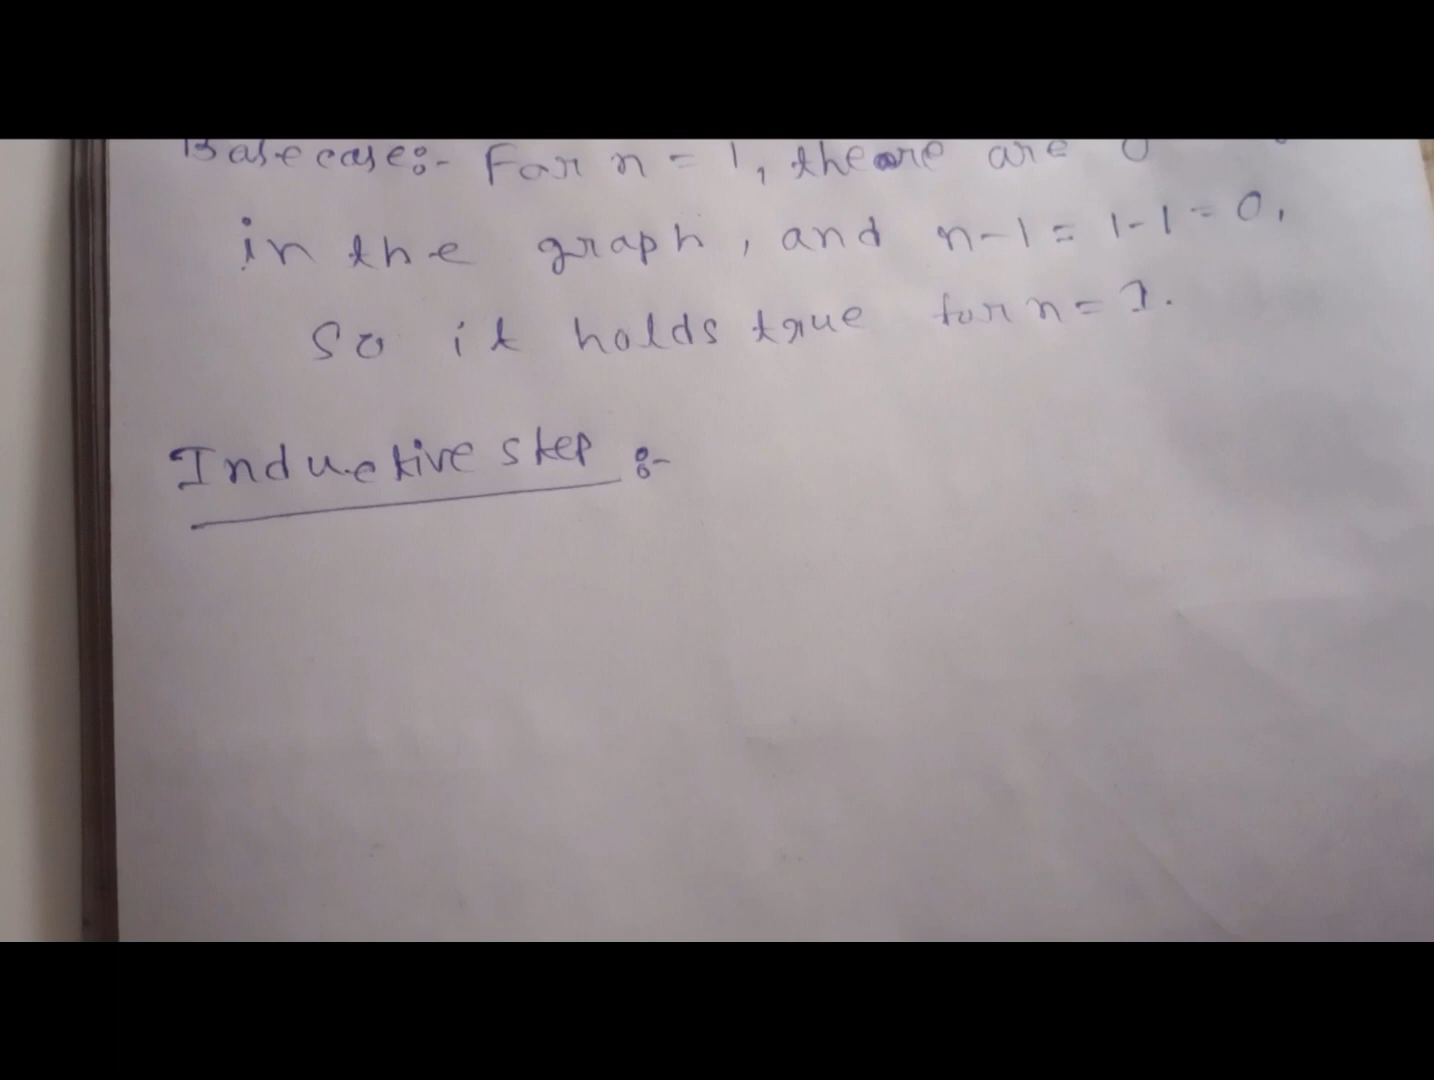 Base case:- For n = 1, there are 0
in the graph, and n-1 = 1-1 = 0,
So it holds true for n = 1.
Inductive step :-